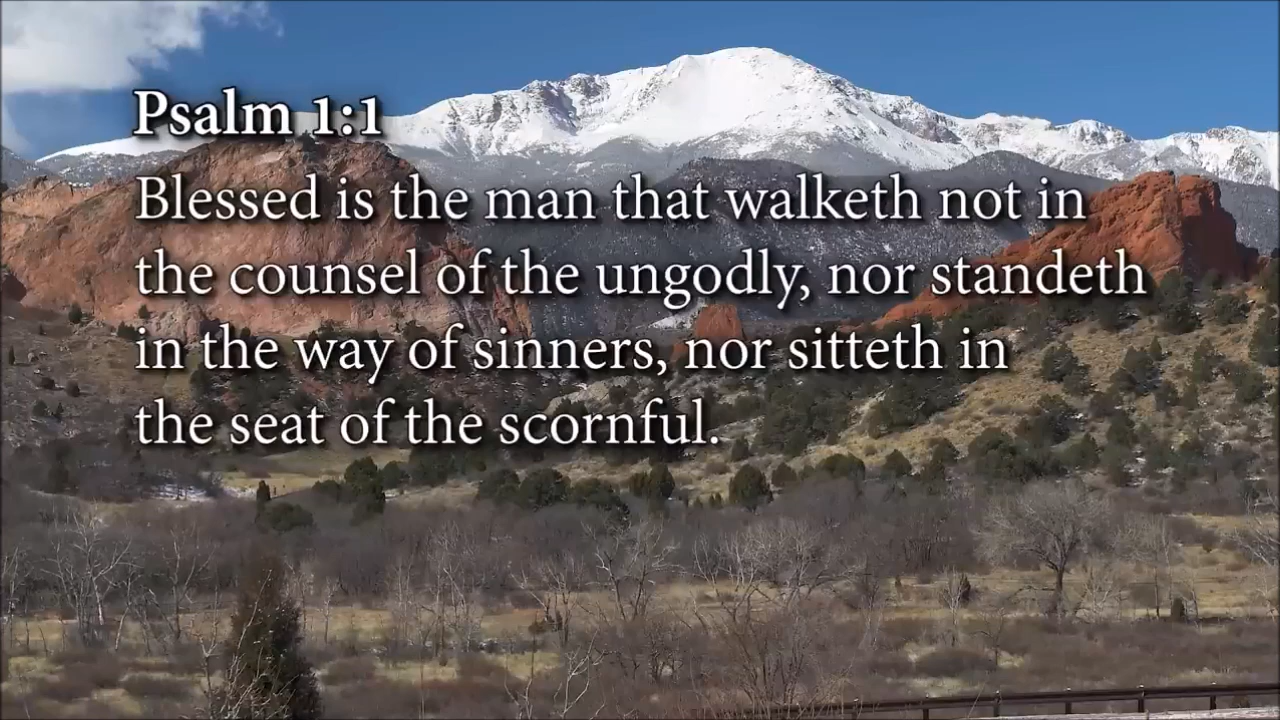 Psalm 1:1
Blessed is the man that walketh not in
the counsel of the ungodly, nor standeth
in the way of sinners, nor sitteth in
the seat of the scornful.